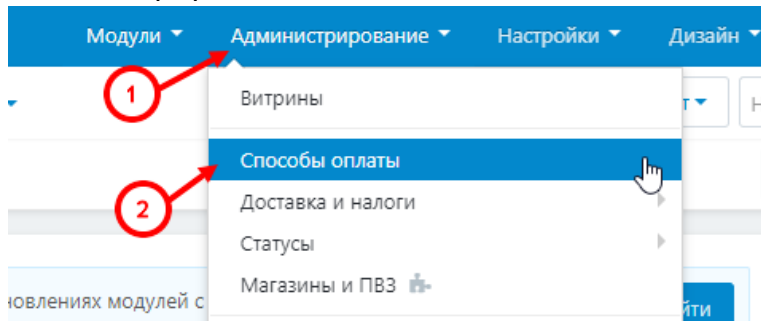 Модули Администрирование Настройки Дизайн
1
Витрины
т
Способы оплаты
2
Доставка и налоги
Статусы
Магазины и ПВЗ
новлениях модулей с
йти